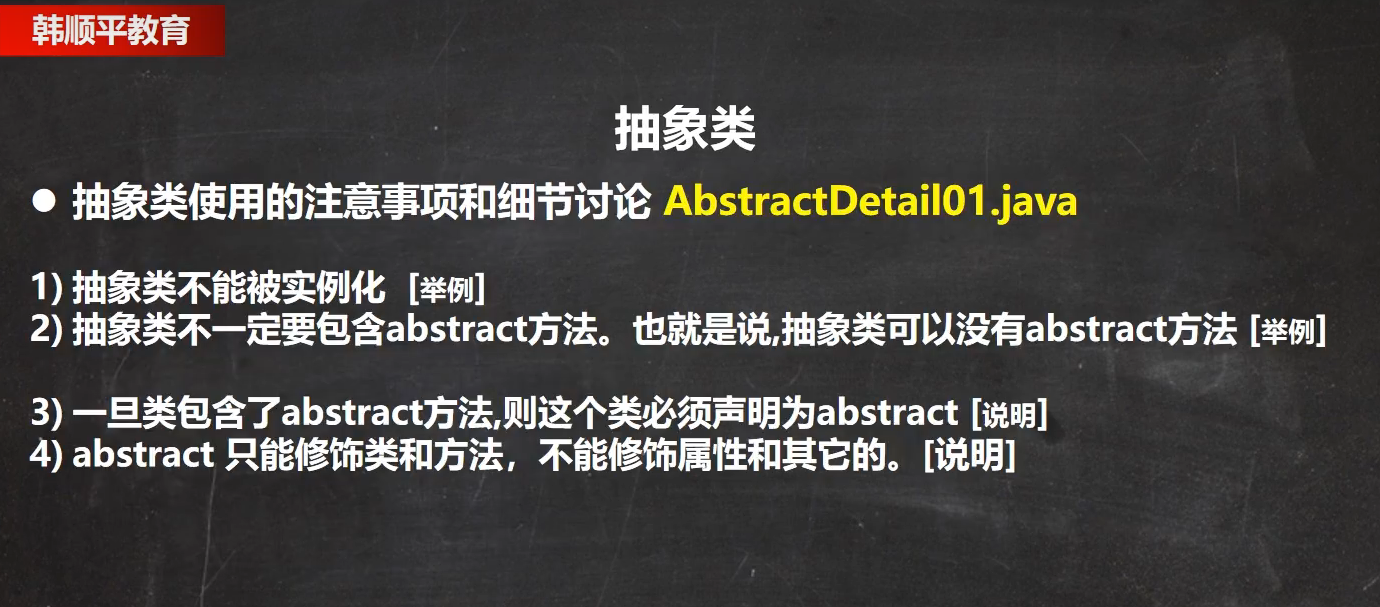 韩顺平教育
抽象类
● 抽象类使用的注意事项和细节讨论 AbstractDetail01.java
1) 抽象类不能被实例化 [举例]
2) 抽象类不一定要包含abstract方法。也就是说,抽象类可以没有abstract方法 [举例]
3) 一旦类包含了abstract方法,则这个类必须声明为abstract [说明]
4) abstract 只能修饰类和方法，不能修饰属性和其它的。[说明]